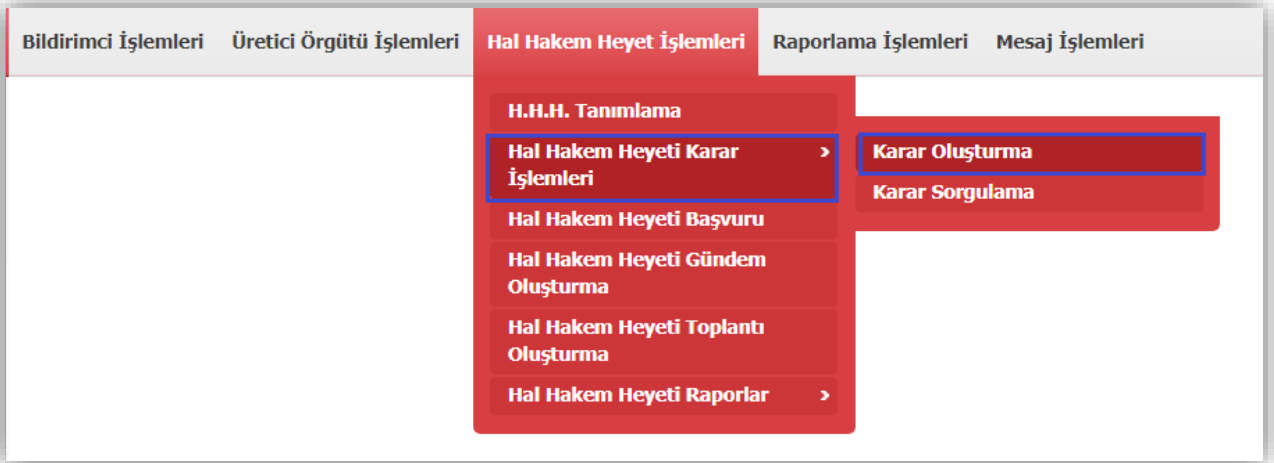 Bildirimci İşlemleri Üretici Örgütü İşlemleri Hal Hakem Heyet İşlemleri Raporlama İşlemleri Mesaj İşlemleri
H.H.H. Tanımlama
Hal Hakem Heyeti Karar
İşlemleri
Karar Oluşturma
Karar Sorgulama
Hal Hakem Heyeti Başvuru
Hal Hakem Heyeti Gündem
Oluşturma
Hal Hakem Heyeti Toplantı
Oluşturma
Hal Hakem Heyeti Raporlar